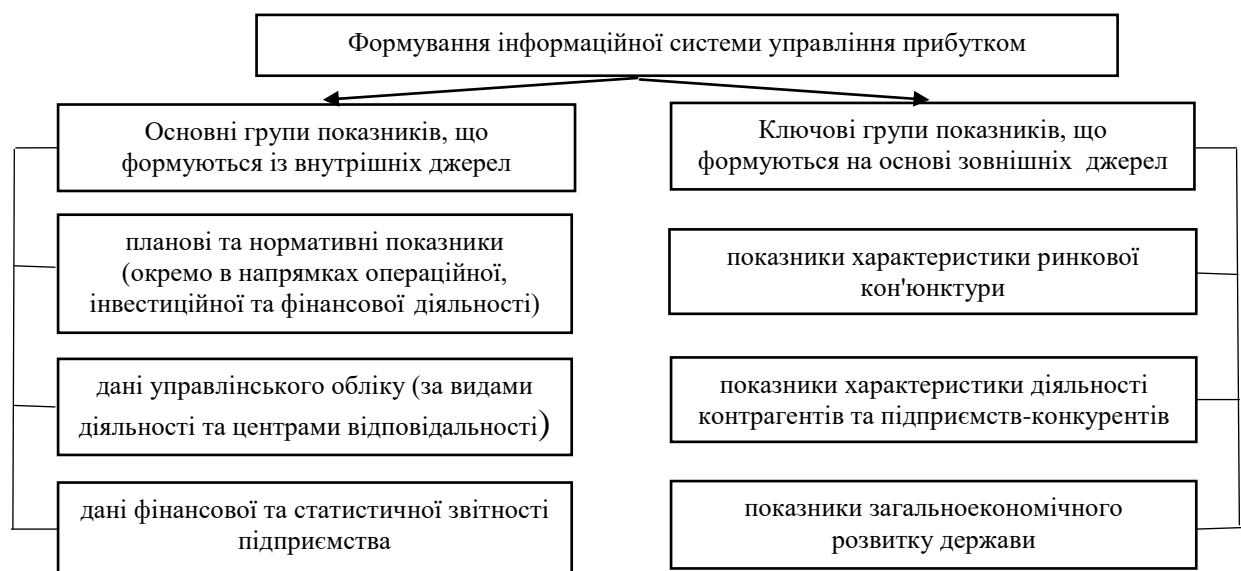 Формування інформаційної системи управління прибутком
Основні групи показників, що
формуються із внутрішніх джерел
планові та нормативні показники
(окремо в напрямках операційної,
інвестиційної та фінансової діяльності)
дані управлінського обліку (за видами
діяльності та центрами відповідальності)
дані фінансової та статистичної звітності
підприємства
Ключові групи показників, що
формуються на основі зовнішніх джерел
показники характеристики ринкової
кон'юнктури
показники характеристики діяльності
контрагентів та підприємств-конкурентів
показники загальноекономічного
розвитку держави